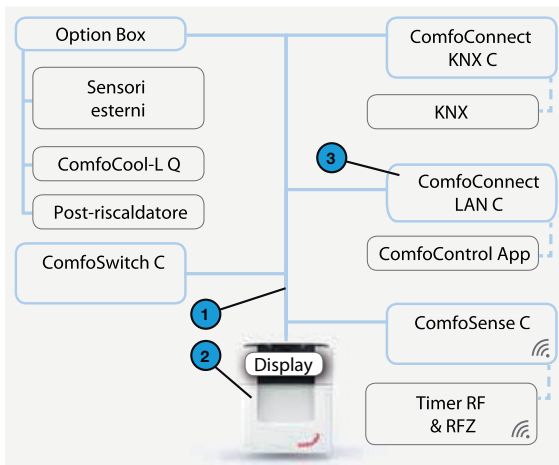 Option Box
Sensori
esterni
ComfoCool-L Q
Post-riscaldatore
ComfoSwitch C
1
2
Display
ComfoConnect
KNX C
KNX
3
ComfoConnect
LAN C
ComfoControl App
ComfoSense C
Timer RF
& RFZ